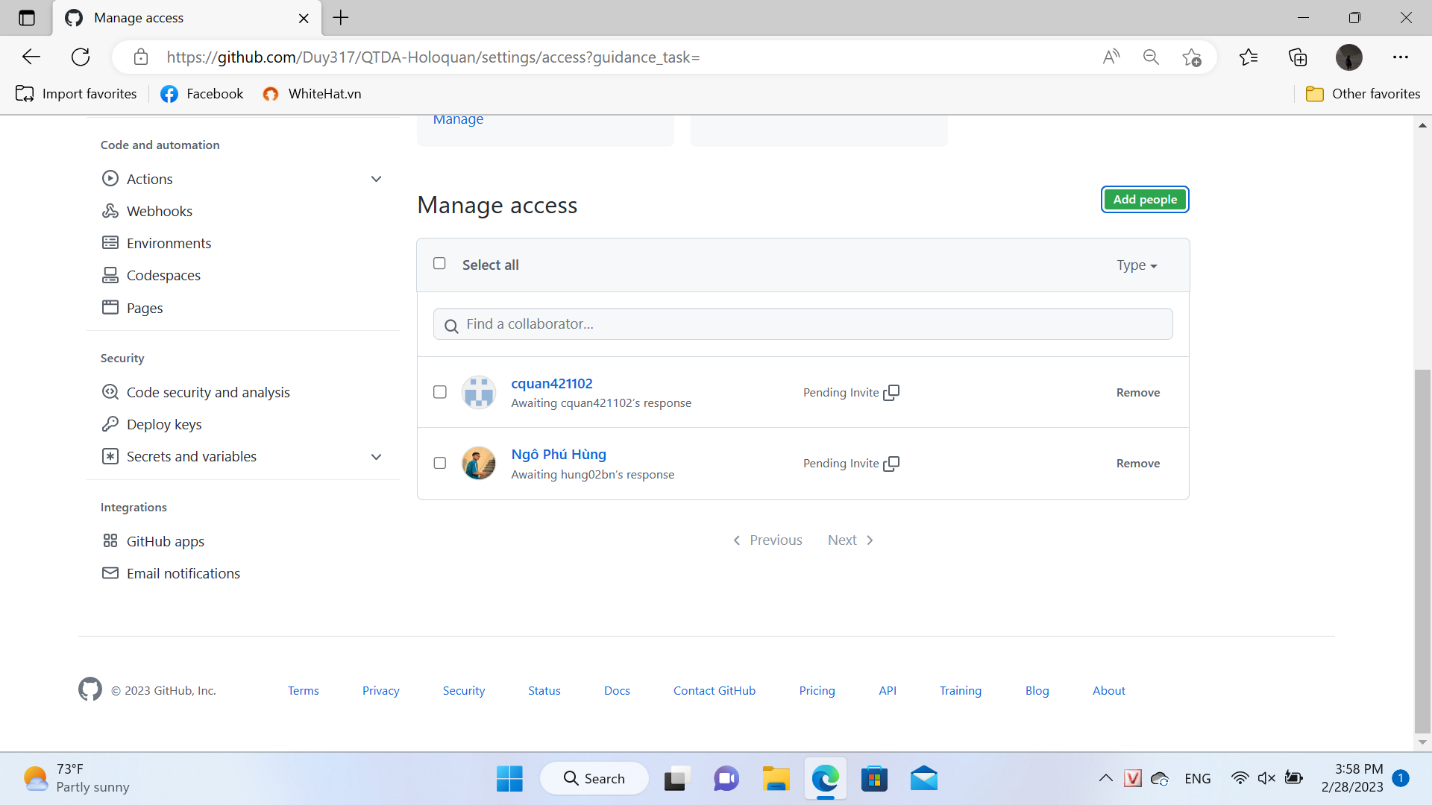 Manage access
https://github.com/Duy317/QTDA-Holoquan/settings/access?guidance_task=
Import favorites
Facebook
WhiteHat.vn
Other favorites
Manage
Code and automation
Actions
Webhooks
Environments
Codespaces
Pages
Security
Code security and analysis
Deploy keys
Secrets and variables
Integrations
GitHub apps
Email notifications
Manage access
Add people
Select all
Type
Find a collaborator...
cquan421102
Awaiting cquan421102's response
Pending Invite
Remove
Ngô Phú Hùng
Awaiting hung02bn's response
Pending Invite
Remove
Previous Next
© 2023 GitHub, Inc.
Terms
Privacy
Security
Status
Docs
Contact GitHub
Pricing
API
Training
Blog
About
73°F
Partly sunny
Search
V
ENG
3:58 PM
2/28/2023
1